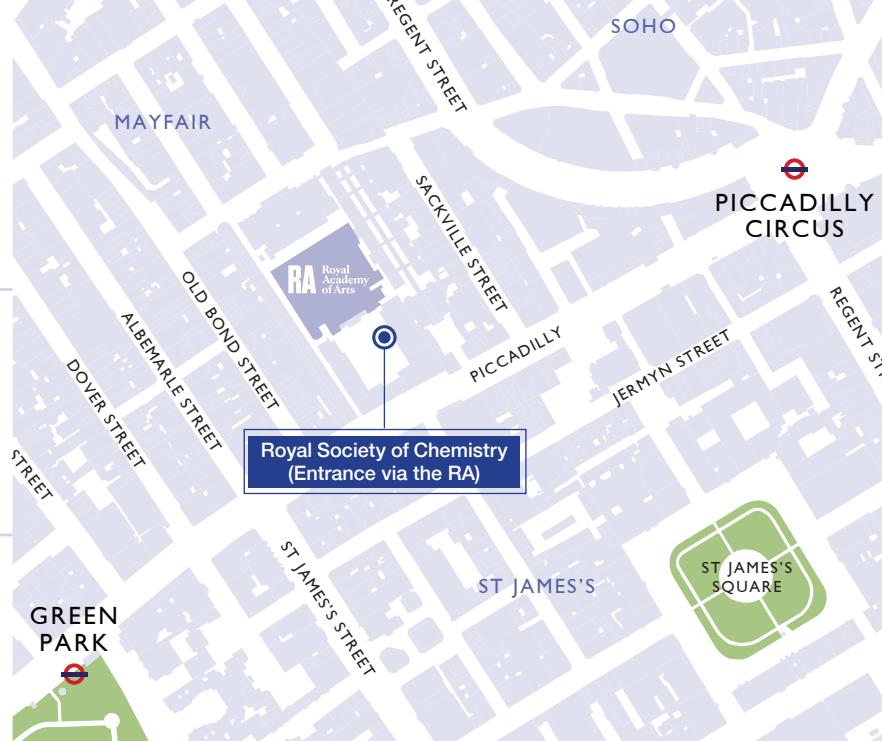 REGENT STREET
SOHO
MAYFAIR
PICCADILLY
CIRCUS
SACKVILLE STREET
RA Royal
Academy
of Arts
OLD BOND STREET
ALBEMARLE STREET
DOVER STREET
STREET
PICCADILLY
JERMYN STREET
REGENT ST
Royal Society of Chemistry
(Entrance via the RA)
ST JAMES'S STREET
ST JAMES'S
ST JAMES'S
SQUARE
GREEN
PARK